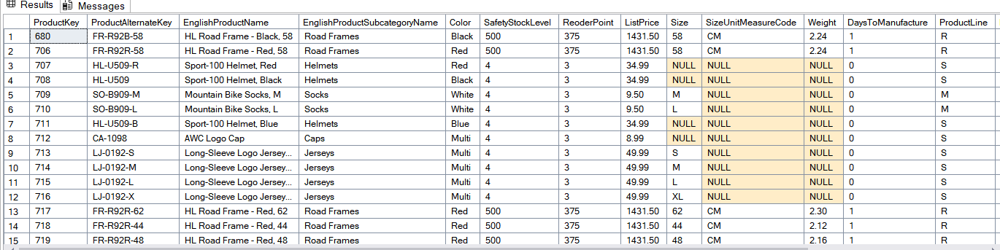 Results Messages
ProductKey ProductAlternateKey EnglishProductName EnglishProductSubcategoryName Color SafetyStockLevel ReoderPoint ListPrice Size SizeUnitMeasureCode Weight DaysToManufacture ProductLine
1 680 FR-R92B-58 HL Road Frame - Black, 58 Road Frames Black 500 375 1431.50 58 CM 2.24 1 R
2 706 FR-R92R-58 HL Road Frame - Red, 58 Road Frames Red 500 375 1431.50 58 CM 2.24 1 R
3 707 HL-U509-R Sport-100 Helmet, Red Helmets Red 4 3 34.99 NULL NULL NULL 0 S
4 708 HL-U509 Sport-100 Helmet, Black Helmets Black 4 3 34.99 NULL NULL NULL 0 S
5 709 SO-B909-M Mountain Bike Socks, M Socks White 4 3 9.50 M NULL NULL 0 M
6 710 SO-B909-L Mountain Bike Socks, L Socks White 4 3 9.50 L NULL NULL 0 M
7 711 HL-U509-B Sport-100 Helmet, Blue Helmets Blue 4 3 34.99 NULL NULL NULL 0 S
8 712 CA-1098 AWC Logo Cap Caps Multi 4 3 8.99 NULL NULL NULL 0 S
9 713 LJ-0192-S Long-Sleeve Logo Jersey... Jerseys Multi 4 3 49.99 S NULL NULL 0 S
10 714 LJ-0192-M Long-Sleeve Logo Jersey... Jerseys Multi 4 3 49.99 M NULL NULL 0 S
11 715 LJ-0192-L Long-Sleeve Logo Jersey... Jerseys Multi 4 3 49.99 L NULL NULL 0 S
12 716 LJ-0192-X Long-Sleeve Logo Jersey... Jerseys Multi 4 3 49.99 XL NULL NULL 0 S
13 717 FR-R92R-62 HL Road Frame - Red, 62 Road Frames Red 500 375 1431.50 62 CM 2.30 1 R
14 718 FR-R92R-44 HL Road Frame - Red, 44 Road Frames Red 500 375 1431.50 44 CM 2.12 1 R
15 719 FR-R92R-48 HL Road Frame - Red, 48 Road Frames Red 500 375 1431.50 48 CM 2.16 1 R